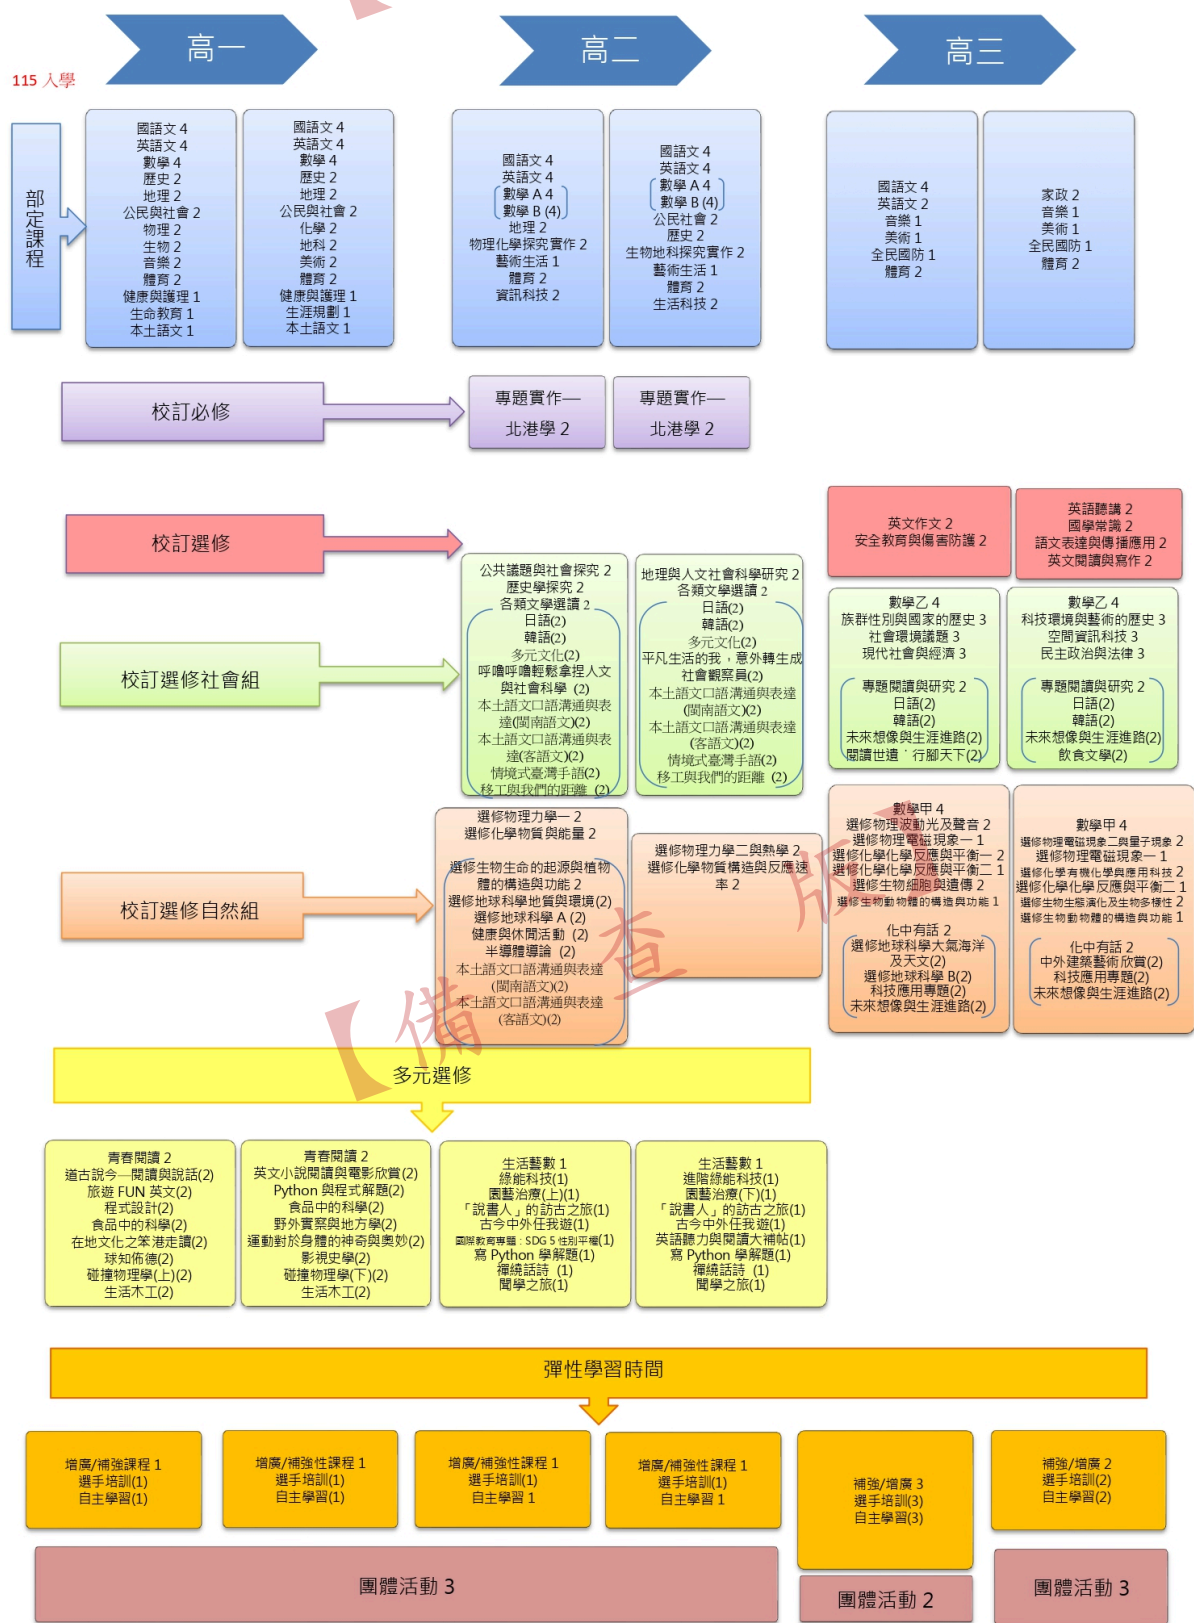 高一
高二
高三
115 入學
部定課程
國語文 4
英語文 4
數學 4
歷史 2
地理 2
公民與社會 2
物理 2
生物 2
音樂 2
體育 2
健康與護理 1
生命教育 1
本土語文 1
國語文 4
英語文 4
數學 4
歷史 2
地理 2
公民與社會 2
化學 2
地科 2
美術 2
體育 2
健康與護理 1
生涯規劃 1
本土語文 1
國語文 4
英語文 4
數學 A 4
數學 B (4)
地理 2
物理化學探究實作 2
藝術生活 1
體育 2
資訊科技 2
國語文 4
英語文 4
數學 A 4
數學 B (4)
公民社會 2
歷史 2
生物地科探究實作 2
藝術生活 1
體育 2
生活科技 2
國語文 4
英語文 2
音樂 1
美術 1
全民國防 1
體育 2
家政 2
音樂 1
美術 1
全民國防 1
體育 2
校訂必修
專題實作—
北港學 2
專題實作—
北港學 2
校訂選修
英文作文 2
安全教育與傷害防護 2
英語聽講 2
國學常識 2
語文表達與傳播應用 2
英文閱讀與寫作 2
校訂選修社會組
公共議題與社會探究 2
歷史學探究 2
各類文學選讀 2
日語(2)
韓語(2)
多元文化(2)
呼嚕呼嚕輕鬆拿捏人文
與社會科學 (2)
本土語文口語溝通與表
達(閩南語文)(2)
本土語文口語溝通與表
達(客語文)(2)
情境式臺灣手語(2)
移工與我們的距離 (2)
地理與人文社會科學研究 2
各類文學選讀 2
日語(2)
韓語(2)
多元文化(2)
平凡生活的我，意外轉生成
社會觀察員(2)
本土語文口語溝通與表達
(閩南語文)(2)
本土語文口語溝通與表達
(客語文)(2)
情境式臺灣手語(2)
移工與我們的距離 (2)
數學乙 4
族群性別與國家的歷史 3
社會環境議題 3
現代社會與經濟 3
專題閱讀與研究 2
日語(2)
韓語(2)
未來想像與生涯進路(2)
閱讀世遺˙行腳天下(2)
數學乙 4
科技環境與藝術的歷史 3
空間資訊科技 3
民主政治與法律 3
專題閱讀與研究 2
日語(2)
韓語(2)
未來想像與生涯進路(2)
飲食文學(2)
校訂選修自然組
選修物理力學一 2
選修化學物質與能量 2
選修生物生命的起源與植物
體的構造與功能 2
選修地球科學地質與環境(2)
選修地球科學 A(2)
健康與休閒活動 (2)
半導體導論 (2)
本土語文口語溝通與表達
(閩南語文)(2)
本土語文口語溝通與表達
(客語文)(2)
選修物理力學二與熱學 2
選修化學物質構造與反應速
率 2
數學甲 4
選修物理波動光及聲音 2
選修物理電磁現象一 1
選修化學化學反應與平衡一 2
選修化學化學反應與平衡二 1
選修生物細胞與遺傳 2
選修生物動物體的構造與功能 1
化中有話 2
選修地球科學大氣海洋
及天文(2)
選修地球科學 B(2)
科技應用專題(2)
未來想像與生涯進路(2)
數學甲 4
選修物理電磁現象二與量子現象 2
選修物理電磁現象一 1
選修化學有機化學與應用科技 2
選修化學化學反應與平衡二 1
選修生物生態演化及生物多樣性 2
選修生物動物體的構造與功能 1
化中有話 2
中外建築藝術欣賞(2)
科技應用專題(2)
未來想像與生涯進路(2)
【備查版】
多元選修
青春閱讀 2
道古說今—閱讀與說話(2)
旅遊 FUN 英文(2)
程式設計(2)
食品中的科學(2)
在地文化之笨港走讀(2)
球知佈德(2)
碰撞物理學(上)(2)
生活木工(2)
青春閱讀 2
英文小說閱讀與電影欣賞(2)
Python 與程式解題(2)
食品中的科學(2)
野外實察與地方學(2)
運動對於身體的神奇與奧妙(2)
影視史學(2)
碰撞物理學(下)(2)
生活木工(2)
生活藝數 1
綠能科技(1)
園藝治療(上)(1)
「說書人」的訪古之旅(1)
古今中外任我遊(1)
國際教育專題：SDG 5 性別平權(1)
寫 Python 學解題(1)
禪繞話詩 (1)
聞學之旅(1)
生活藝數 1
進階綠能科技(1)
園藝治療(下)(1)
「說書人」的訪古之旅(1)
古今中外任我遊(1)
英語聽力與閱讀大補帖(1)
寫 Python 學解題(1)
禪繞話詩 (1)
聞學之旅(1)
彈性學習時間
增廣/補強課程 1
選手培訓(1)
自主學習(1)
增廣/補強性課程 1
選手培訓(1)
自主學習(1)
增廣/補強性課程 1
選手培訓(1)
自主學習 1
增廣/補強性課程 1
選手培訓(1)
自主學習 1
補強/增廣 3
選手培訓(3)
自主學習(3)
補強/增廣 2
選手培訓(2)
自主學習(2)
團體活動 3
團體活動 2
團體活動 3